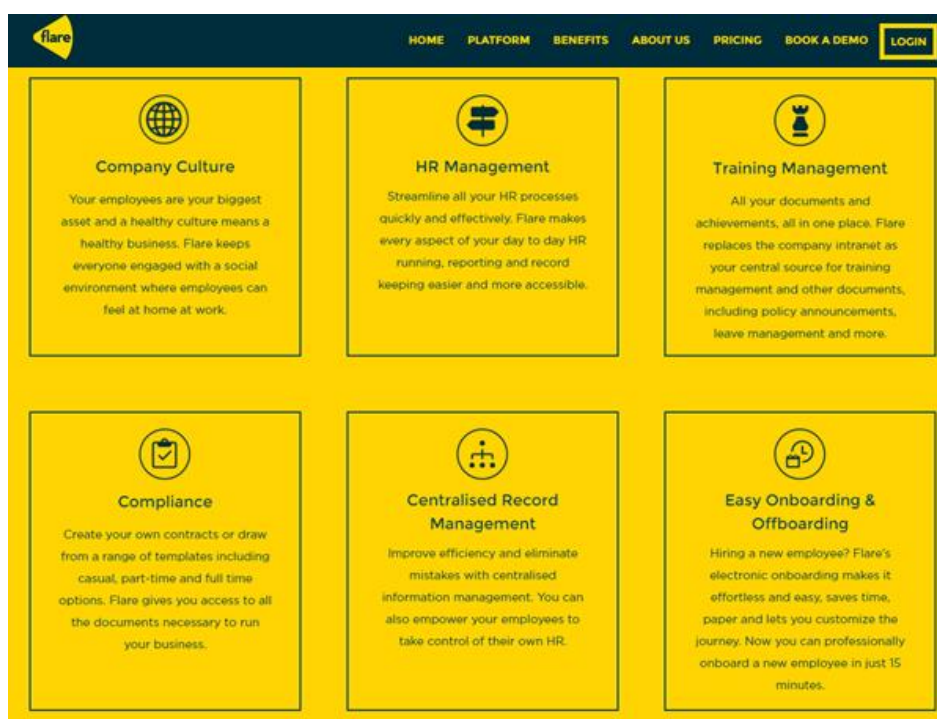 flare
HOME PLATFORM BENEFITS ABOUT US PRICING BOOK A DEMO LOGIN
Company Culture
Your employees are your biggest
asset and a healthy culture means a
healthy business. Flare keeps
everyone engaged with a social
environment where employees can
feel at home at work.
HR Management
Streamline all your HR processes
quickly and effectively. Flare makes
every aspect of your day to day HR
running, reporting and record
keeping easier and more accessible.
Training Management
All your documents and
achievements, all in one place. Flare
replaces the company intranet as
your central source for training
management and other documents,
including policy announcements,
leave management and more.
Compliance
Create your own contracts or draw
from a range of templates including
casual, part-time and full time
options. Flare gives you access to all
the documents necessary to run
your business.
Centralised Record
Management
Improve efficiency and eliminate
mistakes with centralised
information management. You can
also empower your employees to
take control of their own HR.
Easy Onboarding &
Offboarding
Hiring a new employee? Flare's
electronic onboarding makes it
effortless and easy, saves time,
paper and lets you customize the
journey. Now you can professionally
onboard a new employee in just 15
minutes.